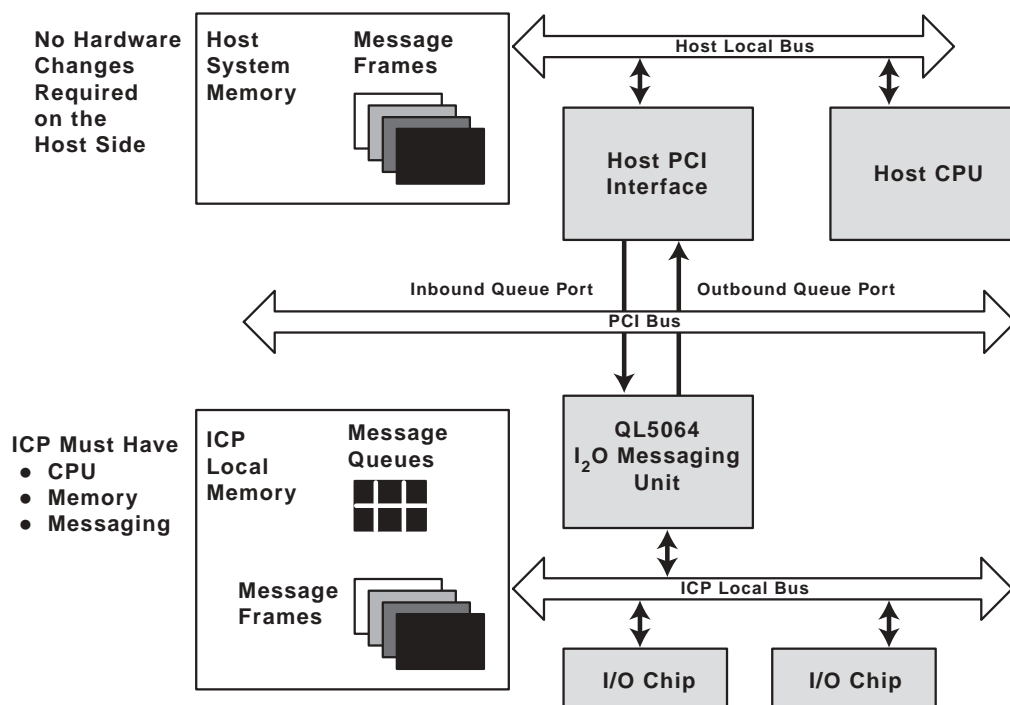 No Hardware
Changes
Required
on the
Host Side
Host
System
Memory
Message
Frames
Host Local Bus
Host PCI
Interface
Host CPU
Inbound Queue Port
Outbound Queue Port
PCI Bus
ICP Must Have
● CPU
● Memory
● Messaging
ICP
Local
Memory
Message
Queues
Message
Frames
QL5064
I₂O Messaging
Unit
ICP Local Bus
I/O Chip
I/O Chip